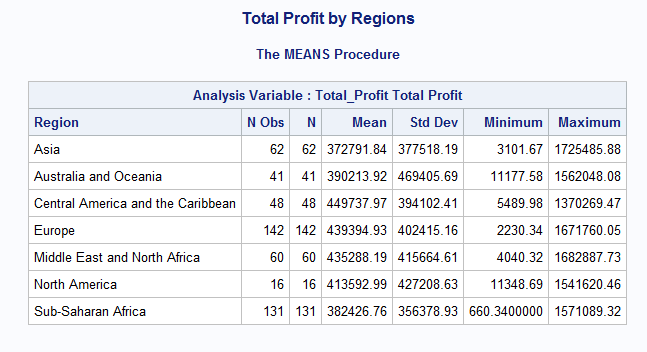 Total Profit by Regions
The MEANS Procedure
Analysis Variable : Total_Profit Total Profit
Region N Obs N Mean Std Dev Minimum Maximum
Asia 62 62 372791.84 377518.19 3101.67 1725485.88
Australia and Oceania 41 41 390213.92 469405.69 11177.58 1562048.08
Central America and the Caribbean 48 48 449737.97 394102.41 5489.98 1370269.47
Europe 142 142 439394.93 402415.16 2230.34 1671760.05
Middle East and North Africa 60 60 435288.19 415664.61 4040.32 1682887.73
North America 16 16 413592.99 427208.63 11348.69 1541620.46
Sub-Saharan Africa 131 131 382426.76 356378.93 660.3400000 1571089.32